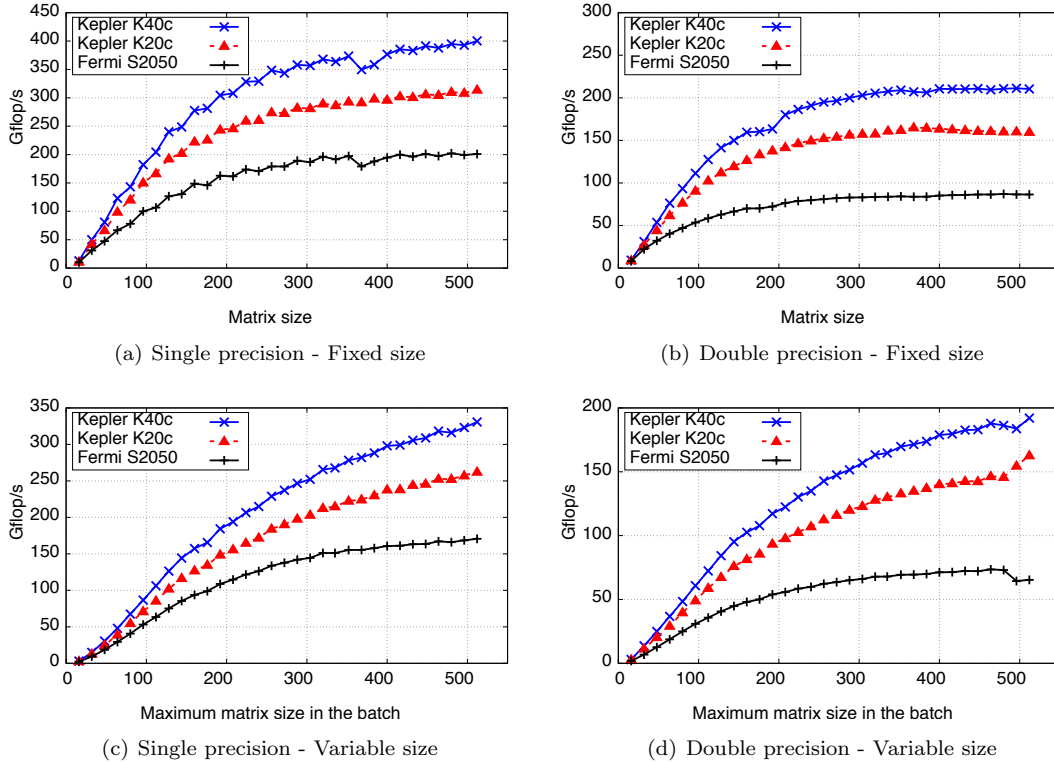 400
350
300
250
200
150
100
50
0
Gflop/s
Kepler K40c
Kepler K20c
Fermi S2050
0 100 200 300 400 500
Matrix size
(a) Single precision - Fixed size
300
250
200
150
100
50
0
Gflop/s
Kepler K40c
Kepler K20c
Fermi S2050
0 100 200 300 400 500
Matrix size
(b) Double precision - Fixed size
350
300
250
200
150
100
50
0
Gflop/s
Kepler K40c
Kepler K20c
Fermi S2050
0 100 200 300 400 500
Maximum matrix size in the batch
(c) Single precision - Variable size
200
150
100
50
0
Gflop/s
Kepler K40c
Kepler K20c
Fermi S2050
0 100 200 300 400 500
Maximum matrix size in the batch
(d) Double precision - Variable size